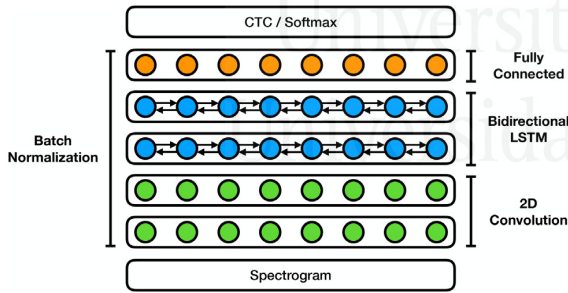 CTC / Softmax
Fully
Connected
Bidirectional
LSTM
Batch
Normalization
2D
Convolution
Spectrogram